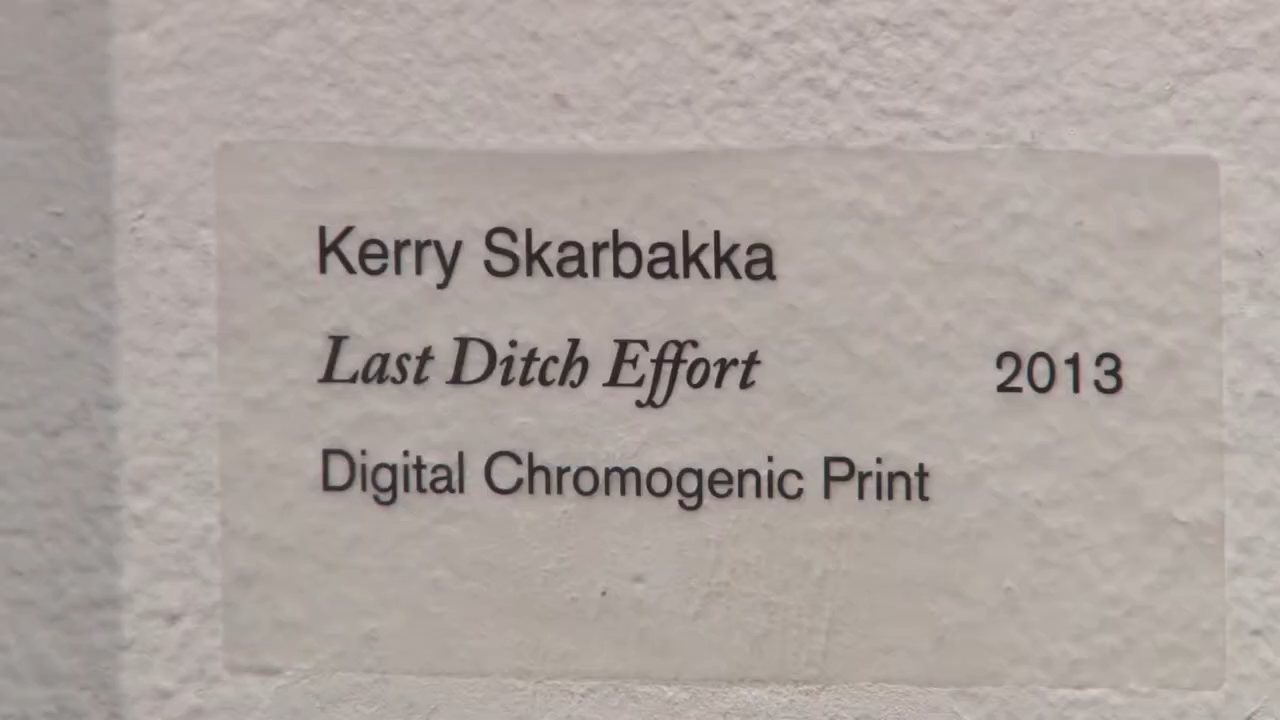 Kerry Skarbakka
Last Ditch Effort 2013
Digital Chromogenic Print